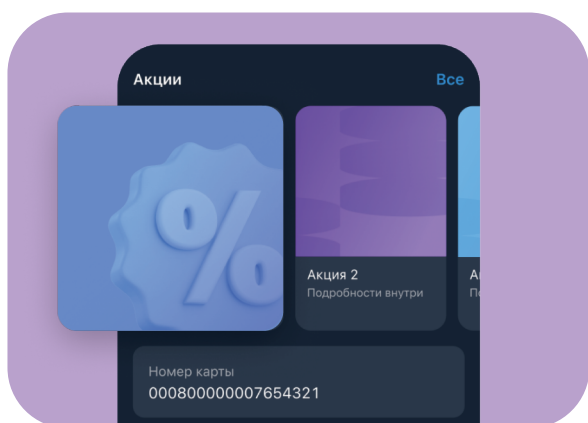 Акции
Все
%
Акция 2
Подробности внутри
Номер карты
000800000007654321